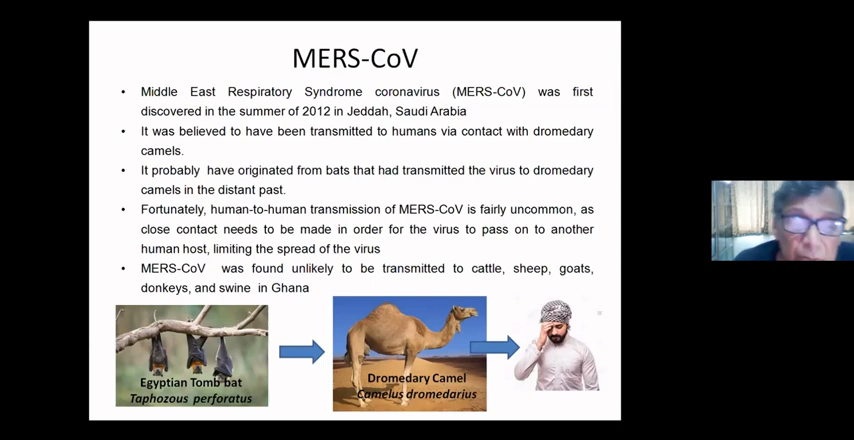 MERS-CoV
• Middle East Respiratory Syndrome coronavirus (MERS-CoV) was first
discovered in the summer of 2012 in Jeddah, Saudi Arabia
• It was believed to have been transmitted to humans via contact with dromedary
camels.
• It probably have originated from bats that had transmitted the virus to dromedary
camels in the distant past.
• Fortunately, human-to-human transmission of MERS-CoV is fairly uncommon, as
close contact needs to be made in order for the virus to pass on to another
human host, limiting the spread of the virus
• MERS-CoV was found unlikely to be transmitted to cattle, sheep, goats,
donkeys, and swine in Ghana
Egyptian Tomb bat
Taphozous perforatus
Dromedary Camel
Camelus dromedarius